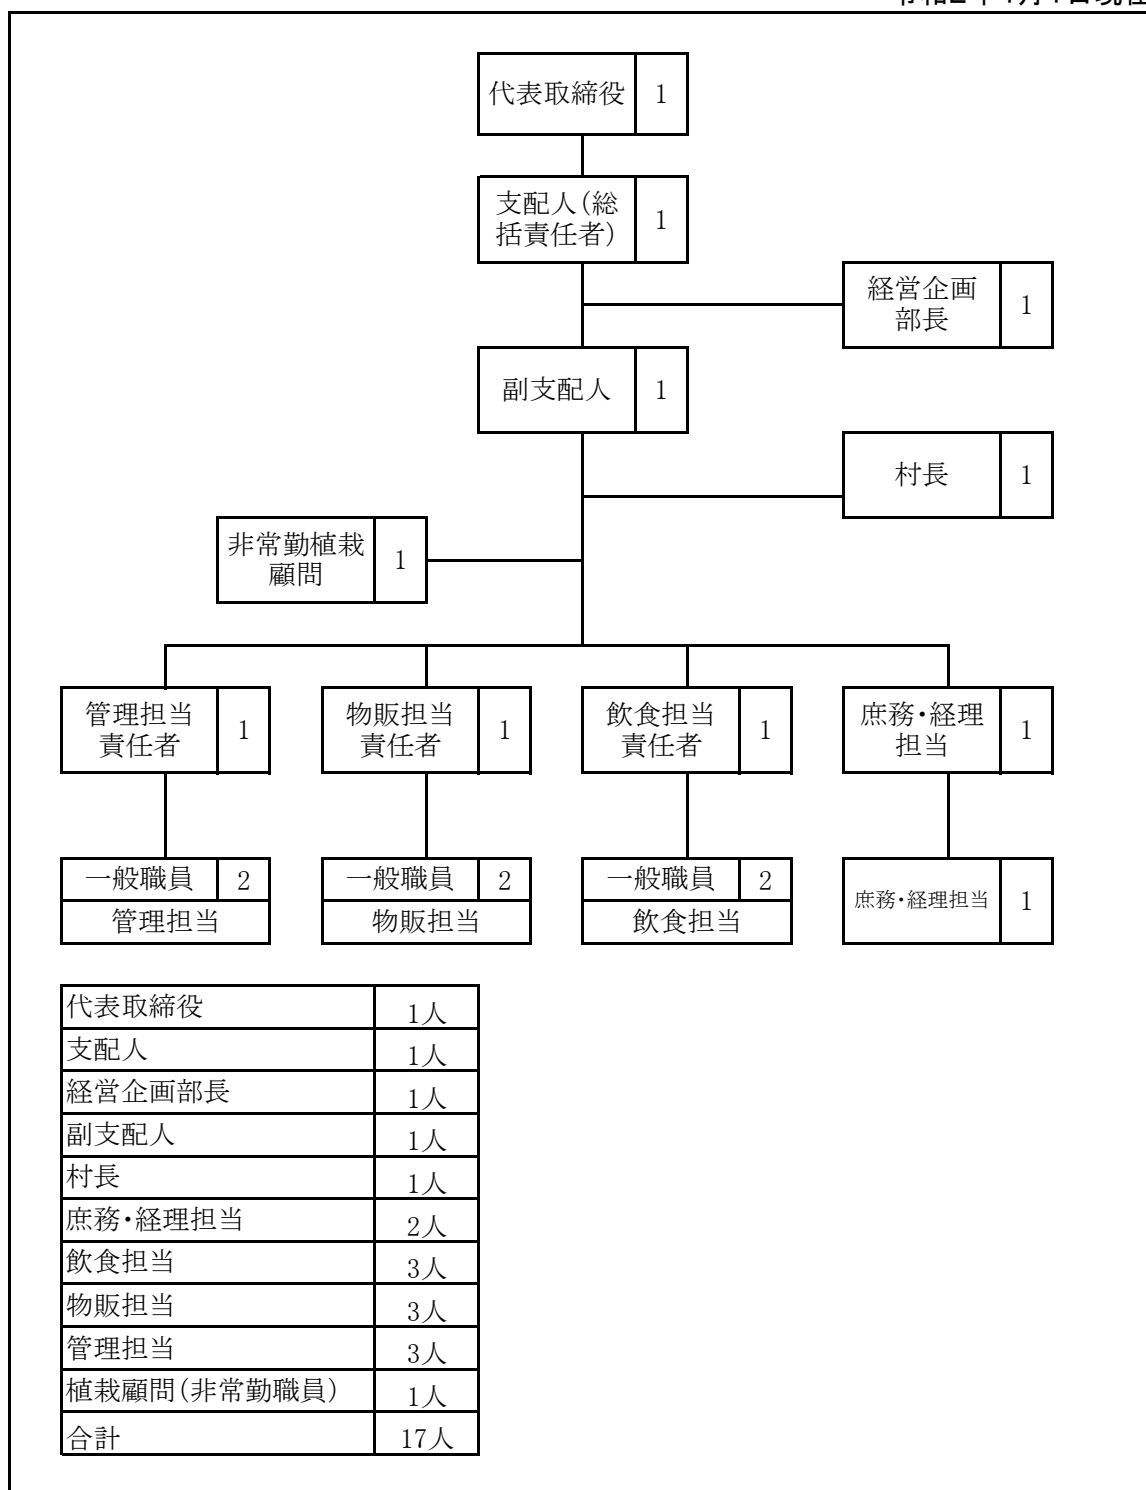 代表取締役 1
支配人(総
括責任者) 1
経営企画
部長 1
副支配人 1
村長 1
非常勤植栽
顧問 1
管理担当
責任者 1
物販担当
責任者 1
飲食担当
責任者 1
庶務・経理
担当 1
一般職員 2
管理担当
一般職員 2
物販担当
一般職員 2
飲食担当
庶務・経理担当 1
代表取締役 1人
支配人 1人
経営企画部長 1人
副支配人 1人
村長 1人
庶務・経理担当 2人
飲食担当 3人
物販担当 3人
管理担当 3人
植栽顧問(非常勤職員) 1人
合計 17人